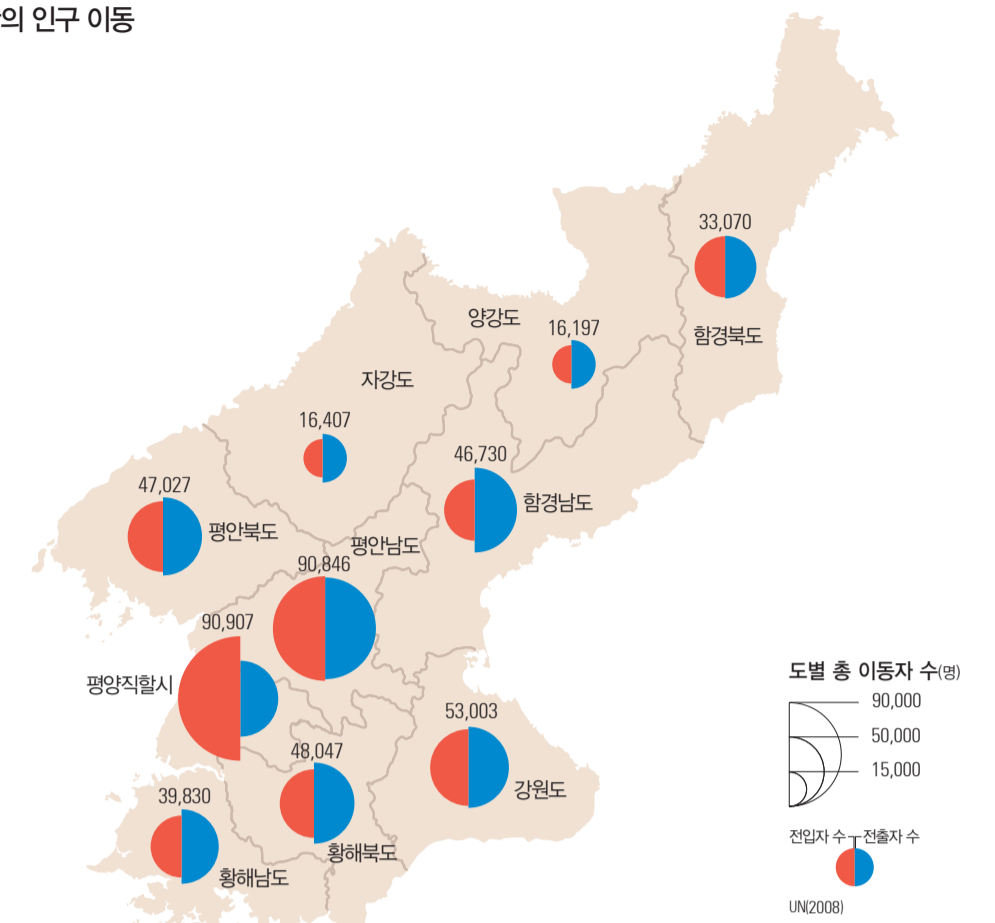 의 인구 이동
33,070
함경북도
양강도
16,197
자강도
16,407
46,730
함경남도
47,027
평안북도
평안남도
90,846
90,907
평양직할시
53,003
강원도
48,047
황해북도
39,830
황해남도
도별 총 이동자 수(명)
90,000
50,000
15,000
전입자 수 전출자 수
UN(2008)